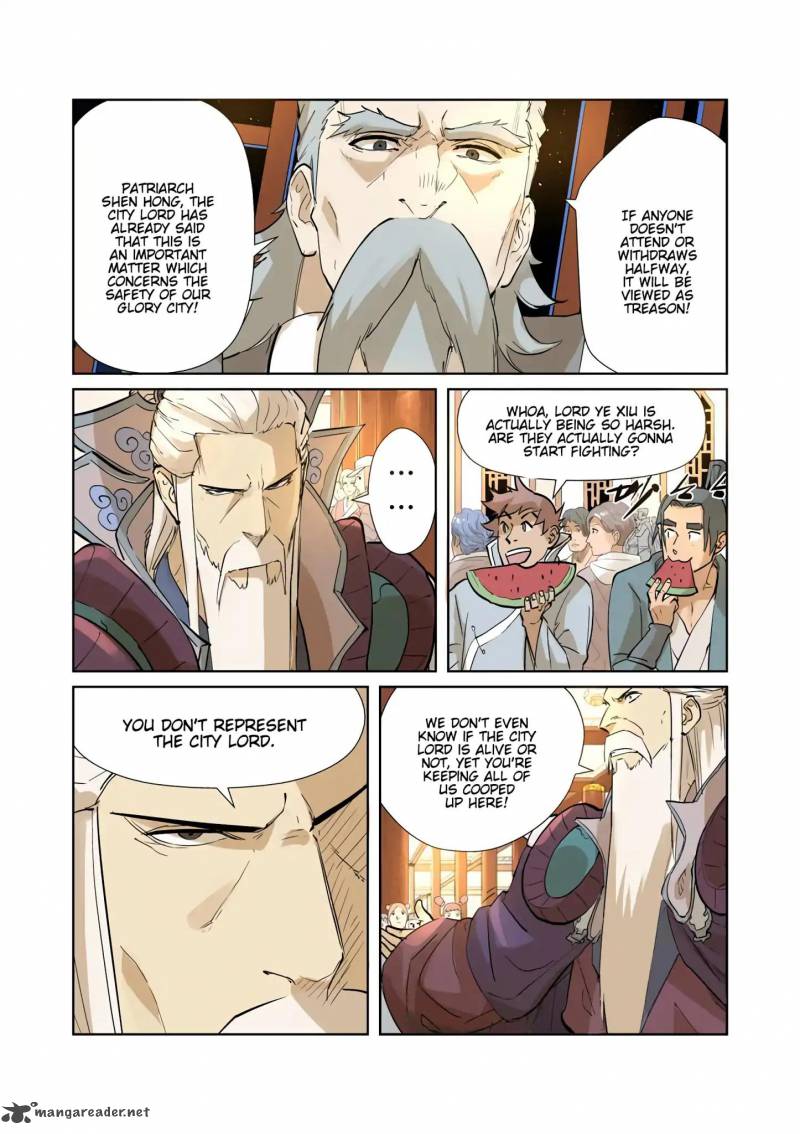 PATRIARCH
SHEN HONG, THE
CITY LORD HAS
ALREADY SAID
THAT THIS IS
AN IMPORTANT
MATTER WHICH
CONCERNS THE
SAFETY OF OUR
GLORY CITY!
IF ANYONE
DOESN'T
ATTEND OR
WITHDRAWS
HALFWAY,
IT WILL
BE VIEWED AS
TREASON!
...
...
WHOA, LORD YE XIU IS
ACTUALLY BEING SO HARSH.
ARE THEY ACTUALLY GONNA
START FIGHTING?
YOU DON'T REPRESENT
THE CITY LORD.
WE DON'T EVEN
KNOW IF THE CITY
LORD IS ALIVE OR
NOT, YET YOU'RE
KEEPING ALL OF
US COOPED
UP HERE!
mangareader.net